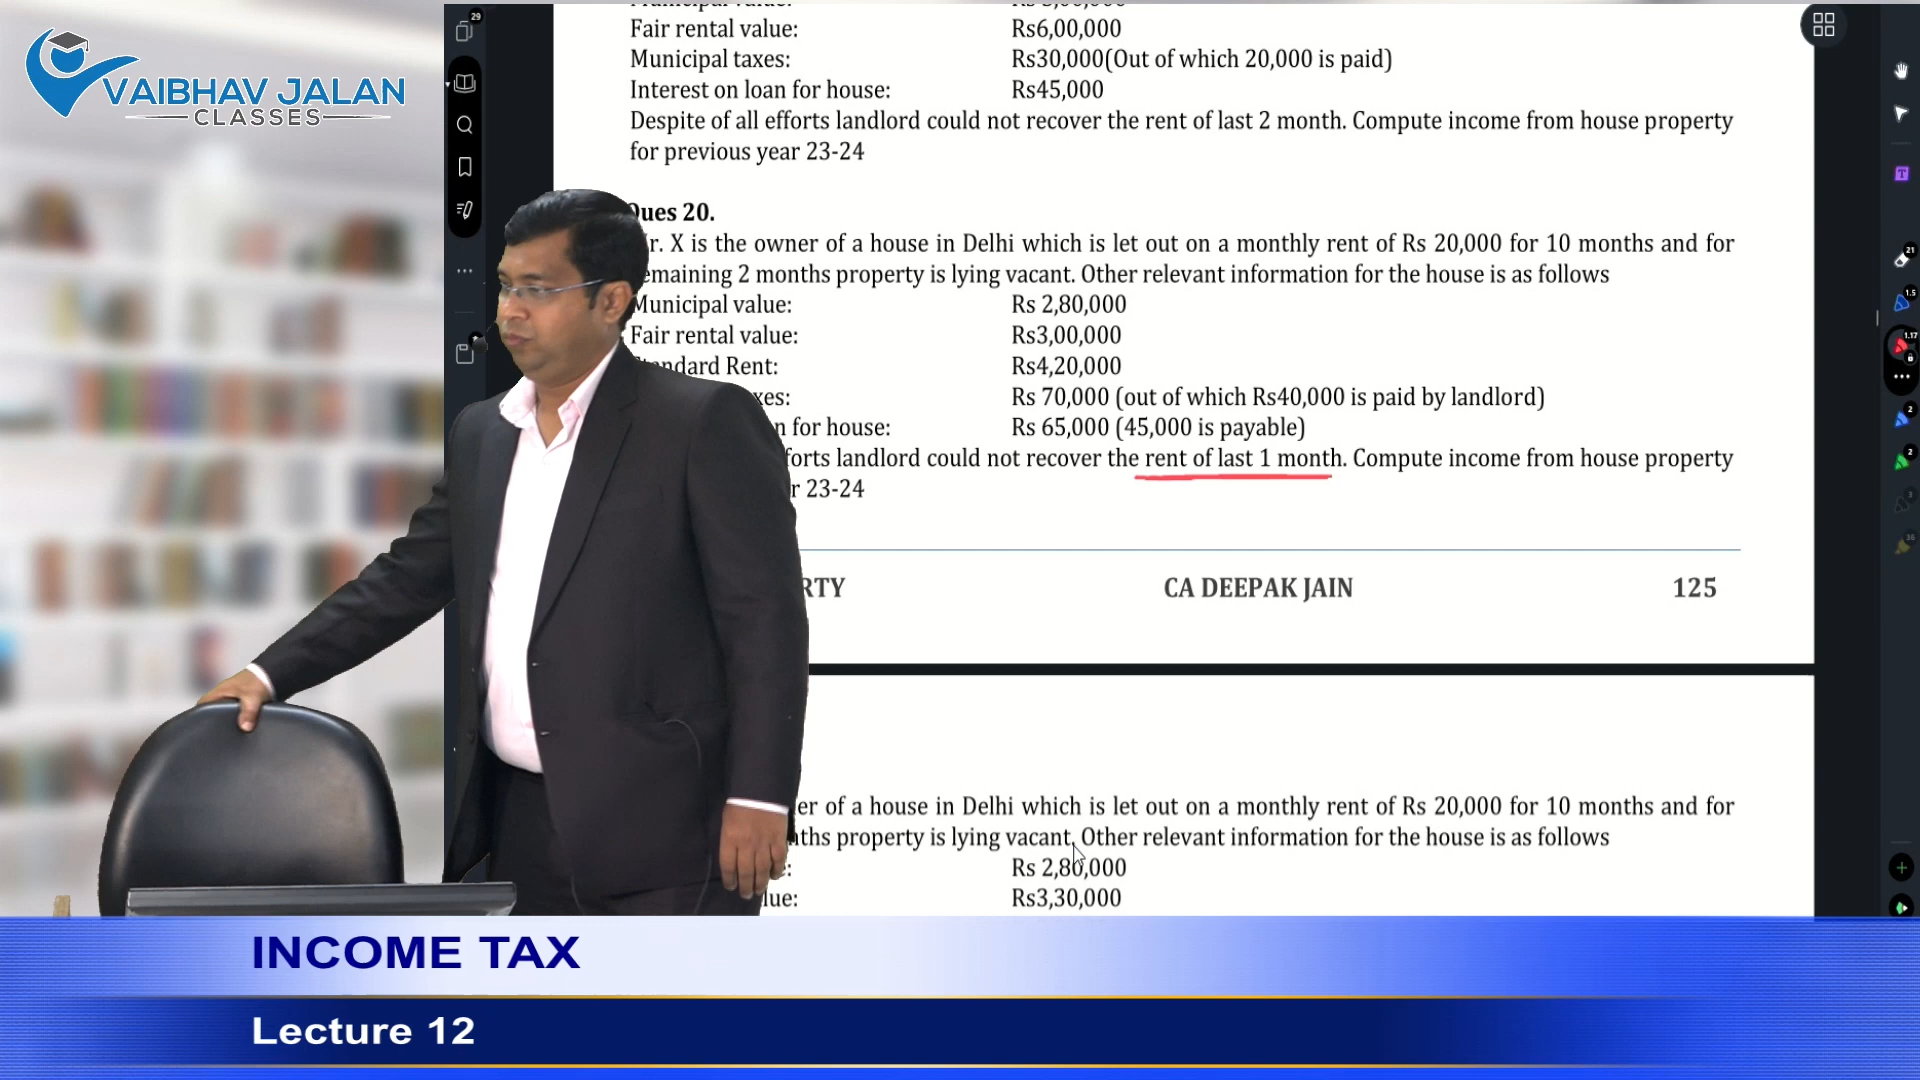 VAIBHAV JALAN
CLASSES
Fair rental value: Rs6,00,000
Municipal taxes: Rs30,000(Out of which 20,000 is paid)
Interest on loan for house: Rs45,000
Despite of all efforts landlord could not recover the rent of last 2 month. Compute income from house property
for previous year 23-24
Ques 20.
r. X is the owner of a house in Delhi which is let out on a monthly rent of Rs 20,000 for 10 months and for
emaining 2 months property is lying vacant. Other relevant information for the house is as follows
Municipal value: Rs 2,80,000
Fair rental value: Rs3,00,000
Standard Rent: Rs4,20,000
xes: Rs 70,000 (out of which Rs40,000 is paid by landlord)
n for house: Rs 65,000 (45,000 is payable)
forts landlord could not recover the rent of last 1 month. Compute income from house property
r 23-24
RTY CA DEEPAK JAIN 125
er of a house in Delhi which is let out on a monthly rent of Rs 20,000 for 10 months and for
nths property is lying vacant. Other relevant information for the house is as follows
e: Rs 2,80,000
lue: Rs3,30,000
INCOME TAX
Lecture 12